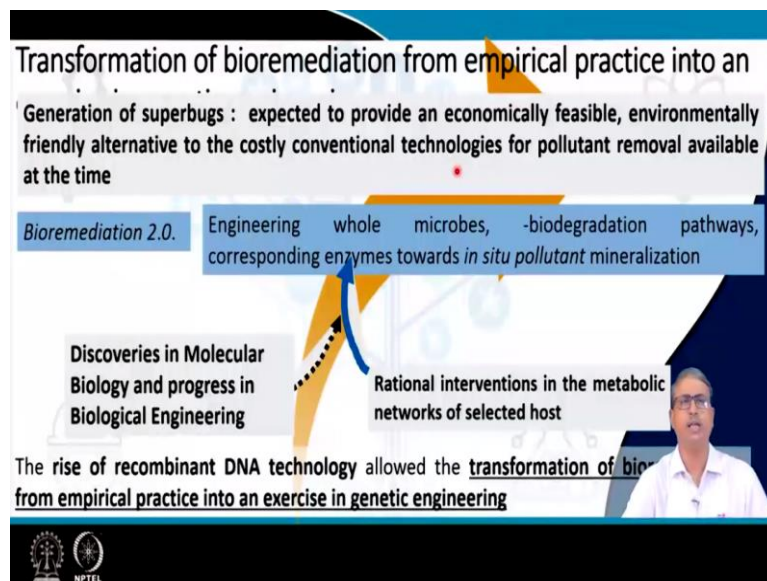 Transformation of bioremediation from empirical practice into an
Generation of superbugs : expected to provide an economically feasible, environmentally
friendly alternative to the costly conventional technologies for pollutant removal available
at the time
Bioremediation 2.0.
Engineering whole microbes, -biodegradation pathways,
corresponding enzymes towards in situ pollutant mineralization
Discoveries in Molecular
Biology and progress in
Biological Engineering
Rational interventions in the metabolic
networks of selected host
The rise of recombinant DNA technology allowed the transformation of
from empirical practice into an exercise in genetic engineering
NPTEL